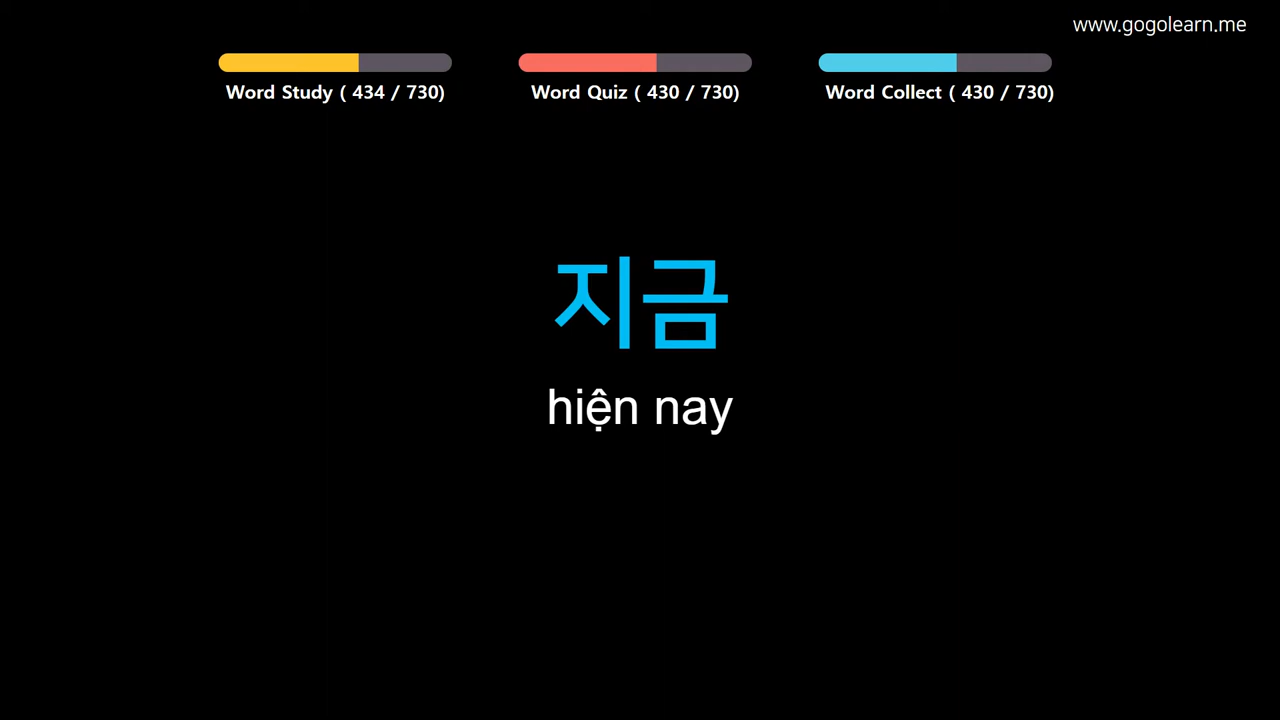 www.gogolearn.me
Word Study ( 434 / 730)
Word Quiz ( 430 / 730)
Word Collect ( 430 / 730)
지금
hiện nay